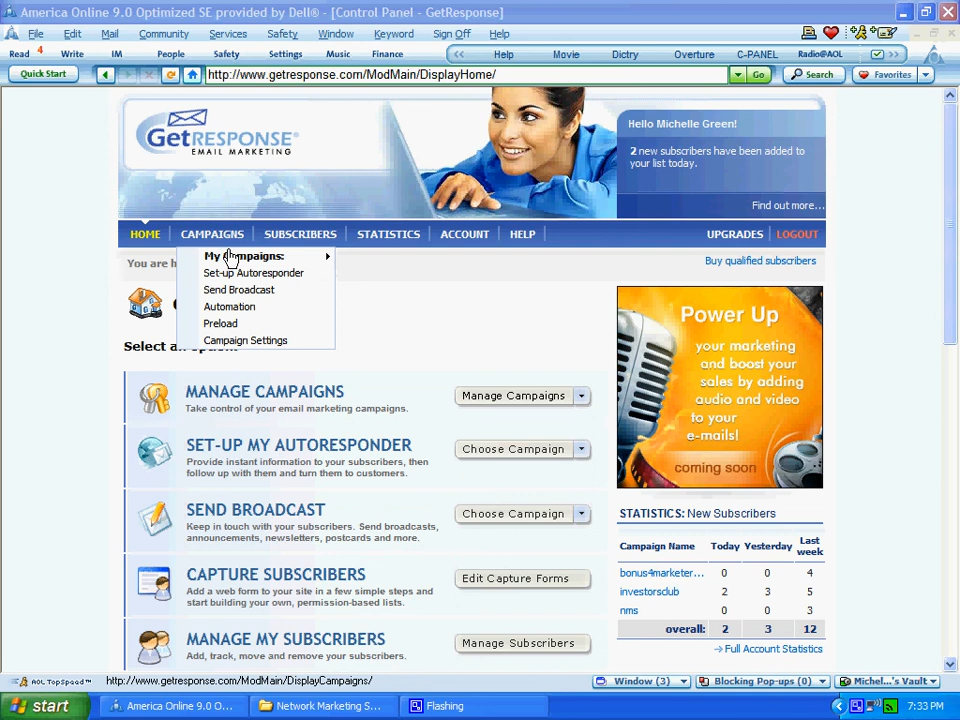 America Online 9.0 Optimized SE provided by Dell® - [Control Panel - GetResponse]
File Edit Mail Community Services Safety Window Keyword Sign Off Help
Read 4 Write IM People Safety Settings Music Finance << Help Movie Dictry Overture C-PANEL Radio@AOL >>
Quick Start http://www.getresponse.com/ModMain/DisplayHome/ Go Search Favorites
GETRESPONSE®
EMAIL MARKETING
Hello Michelle Green!
2 new subscribers have been added to
your list today.
Find out more...
HOME CAMPAIGNS SUBSCRIBERS STATISTICS ACCOUNT HELP UPGRADES LOGOUT
You are h
Buy qualified subscribers
Set-up Autoresponder
Send Broadcast
Automation
Preload
Campaign Settings
MANAGE CAMPAIGNS
Take control of your email marketing campaigns.
Manage Campaigns
SET-UP MY AUTORESPONDER
Provide instant information to your subscribers, then
follow up with them and turn them to customers.
Choose Campaign
SEND BROADCAST
Keep in touch with your subscribers. Send broadcasts,
announcements, newsletters, postcards and more.
Choose Campaign
CAPTURE SUBSCRIBERS
Add a web form to your site in a few simple steps and
start building your own, permission-based lists.
Edit Capture Forms
MANAGE MY SUBSCRIBERS
Add, track, move and remove your subscribers.
Manage Subscribers
Power Up
your marketing
and boost your
sales by adding
audio and video
to your
e-mails!
coming soon
STATISTICS: New Subscribers
Campaign Name Today Yesterday Last week
bonus4marketer... 0 0 4
investorsclub 2 3 5
nms 0 0 3
overall: 2 3 12
Full Account Statistics
AOL TopSpeed™ http://www.getresponse.com/ModMain/DisplayCampaigns/ Window (3) Blocking Pop-ups (0) Michel...'s Vault
start America Online 9.0 O... Network Marketing S... Flashing 7:33 PM